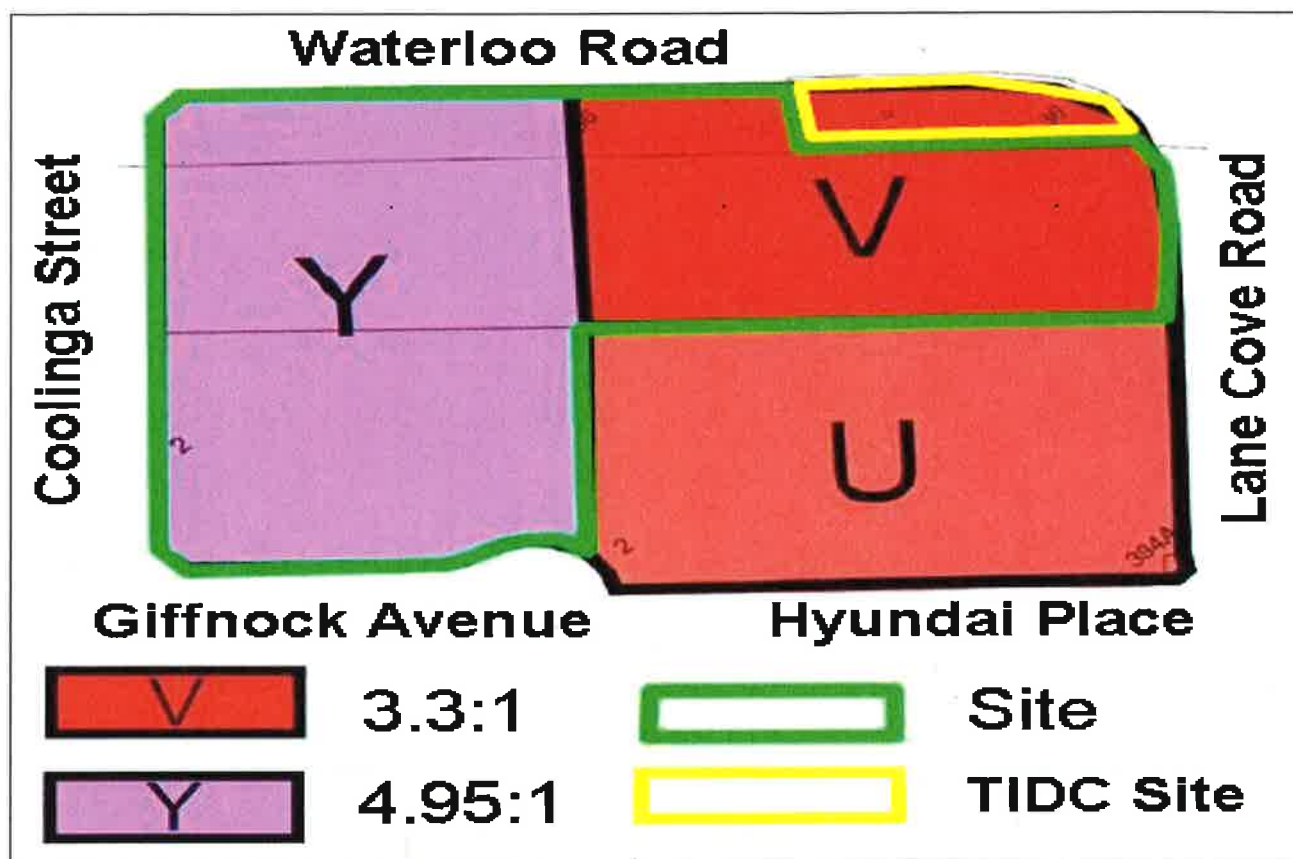 Waterloo Road
Coolinga Street
Lane Cove Road
Y
V
U
2
2
394A
Giffnock Avenue
Hyundai Place
V
3.3:1
Site
Y
4.95:1
TIDC Site